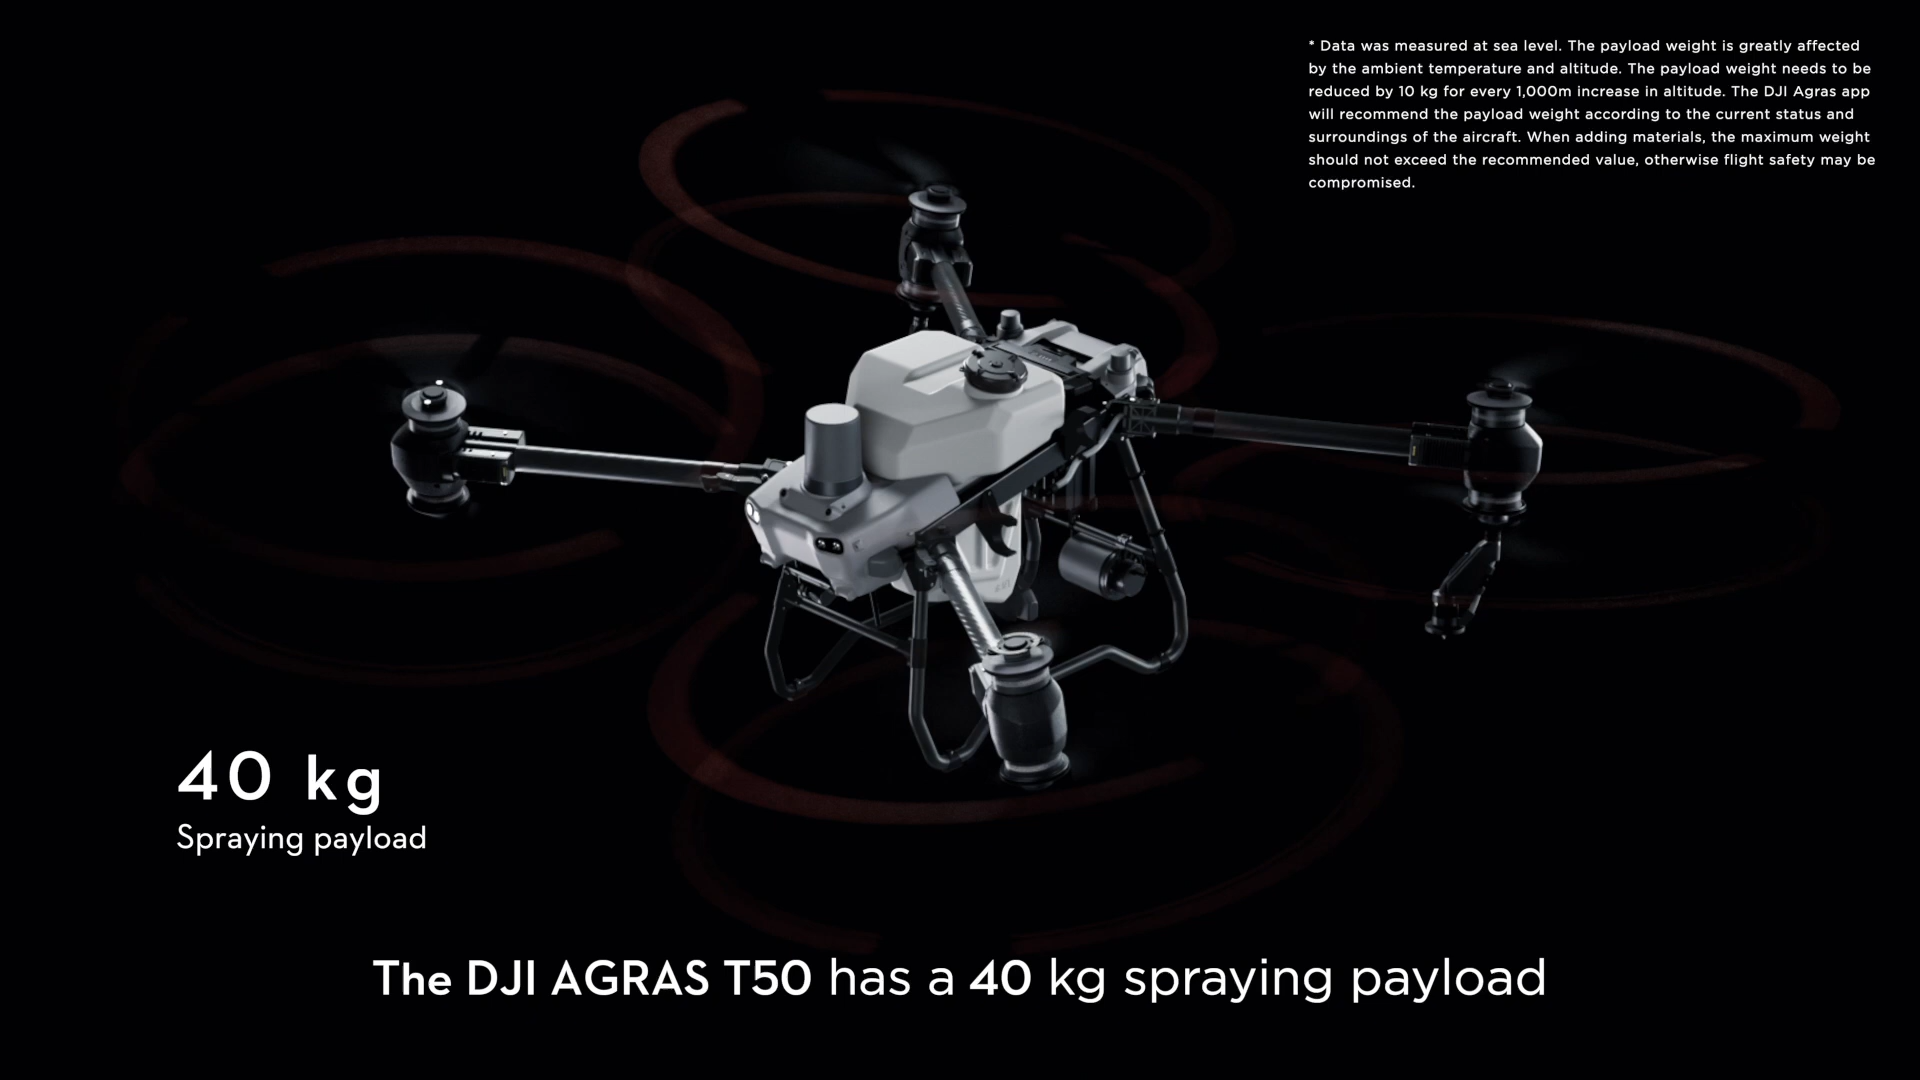 * Data was measured at sea level. The payload weight is greatly affected
by the ambient temperature and altitude. The payload weight needs to be
reduced by 10 kg for every 1,000m increase in altitude. The DJI Agras app
will recommend the payload weight according to the current status and
surroundings of the aircraft. When adding materials, the maximum weight
should not exceed the recommended value, otherwise flight safety may be
compromised.
40 kg
Spraying payload
The DJI AGRAS T50 has a 40 kg spraying payload